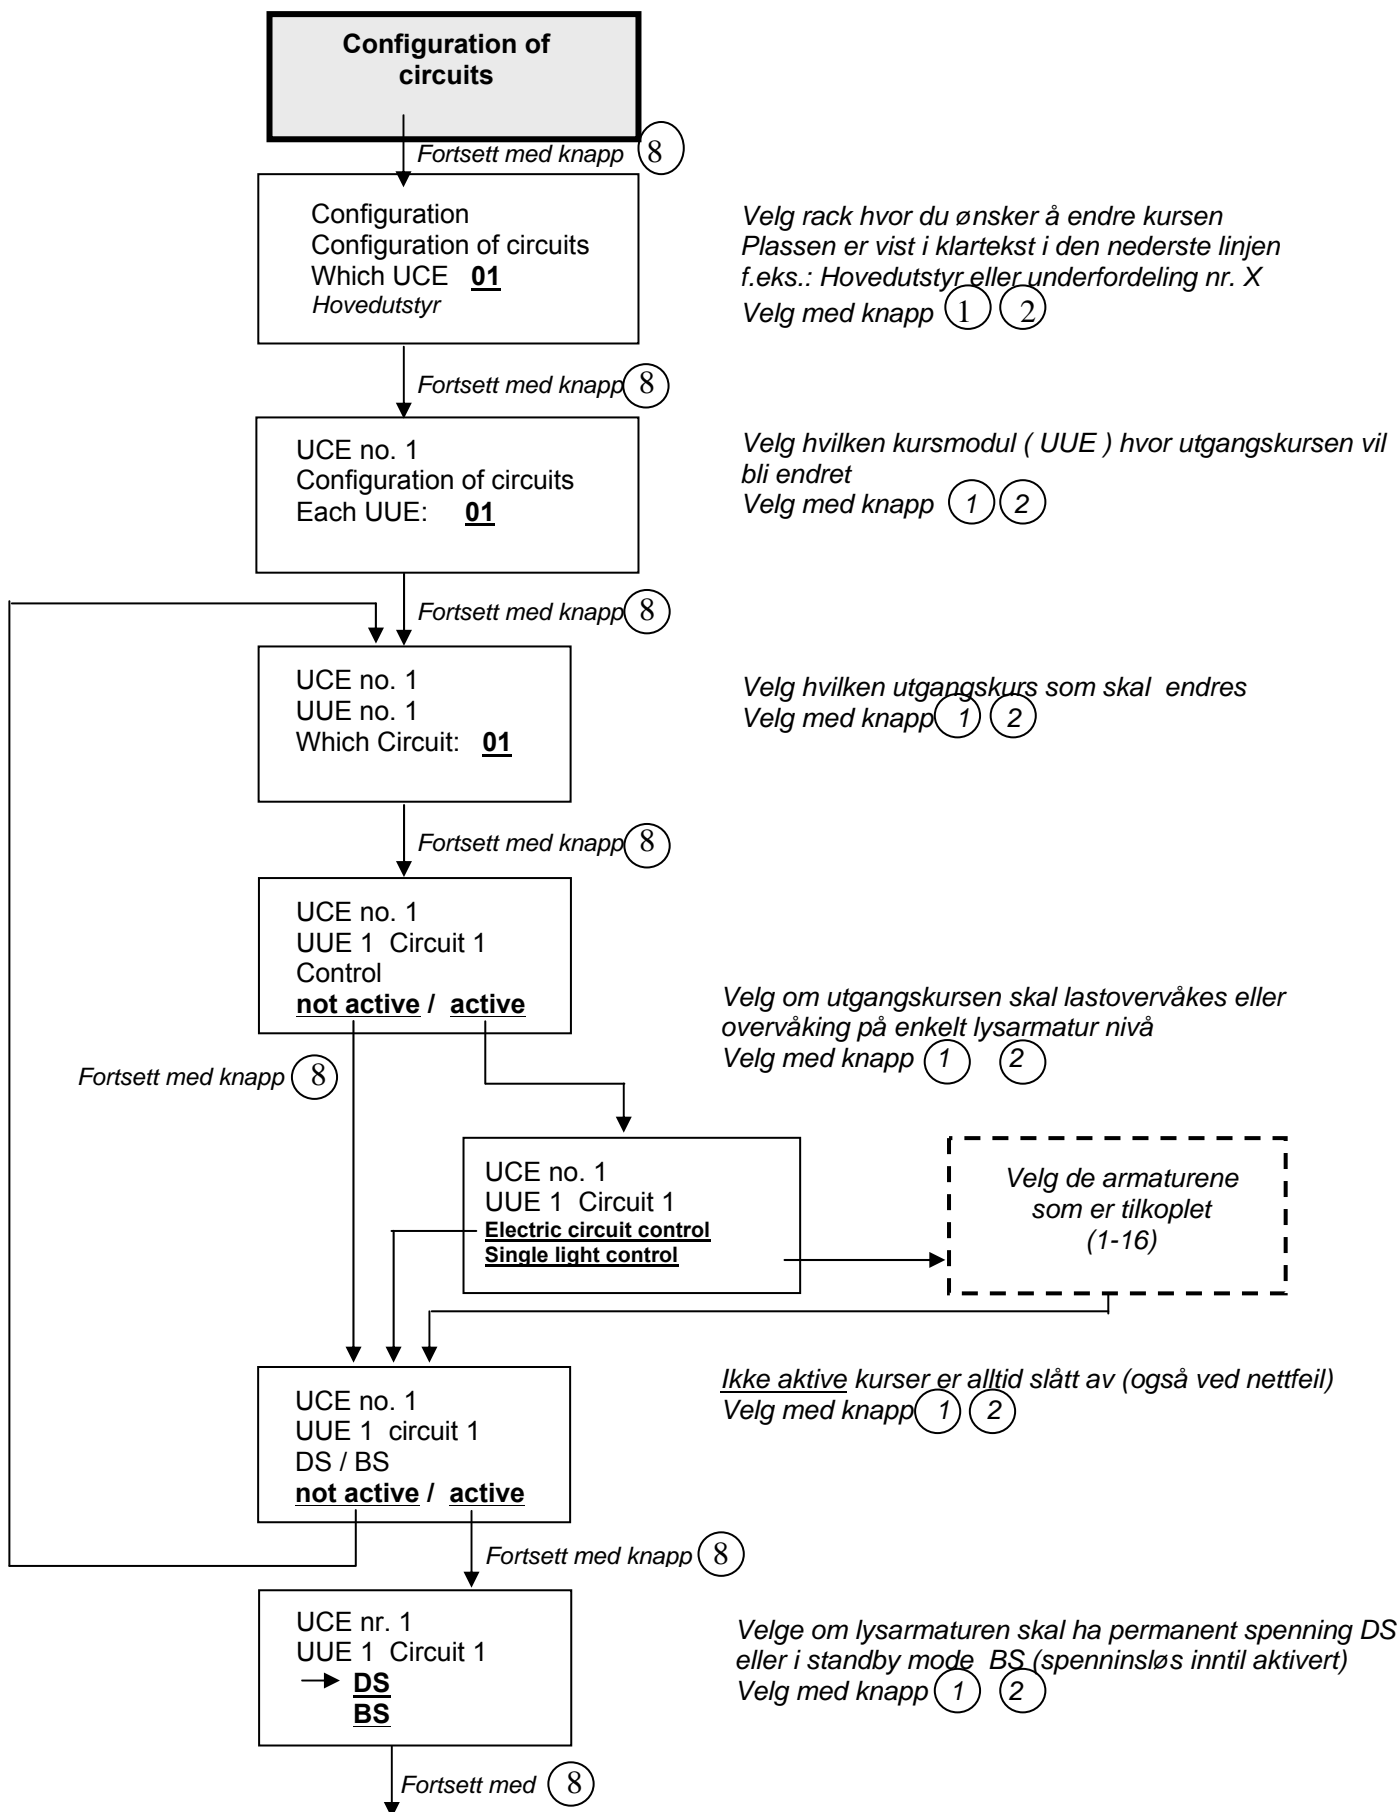 Configuration of
circuits
Fortsett med knapp 8
Configuration
Configuration of circuits
Which UCE 01
Hovedutstyr
Velg rack hvor du ønsker å endre kursen
Plassen er vist i klartekst i den nederste linjen
f.eks.: Hovedutstyr eller underfordeling nr. X
Velg med knapp 1 2
Fortsett med knapp 8
UCE no. 1
Configuration of circuits
Each UUE: 01
Velg hvilken kursmodul ( UUE ) hvor utgangskursen vil
bli endret
Velg med knapp 1 2
Fortsett med knapp 8
UCE no. 1
UUE no. 1
Which Circuit: 01
Velg hvilken utgangskurs som skal endres
Velg med knapp 1 2
Fortsett med knapp 8
UCE no. 1
UUE 1 Circuit 1
Control
not active / active
Velg om utgangskursen skal lastovervåkes eller
overvåking på enkelt lysarmatur nivå
Velg med knapp 1 2
Fortsett med knapp 8
UCE no. 1
UUE 1 Circuit 1
Electric circuit control
Single light control
Velg de armaturene
som er tilkoplet
(1-16)
UCE no. 1
UUE 1 circuit 1
DS / BS
not active / active
Ikke aktive kurser er alltid slått av (også ved nettfeil)
Velg med knapp 1 2
Fortsett med knapp 8
UCE nr. 1
UUE 1 Circuit 1
DS
BS
Velge om lysarmaturen skal ha permanent spenning DS
eller i standby mode BS (spenninsløs inntil aktivert)
Velg med knapp 1 2
Fortsett med 8